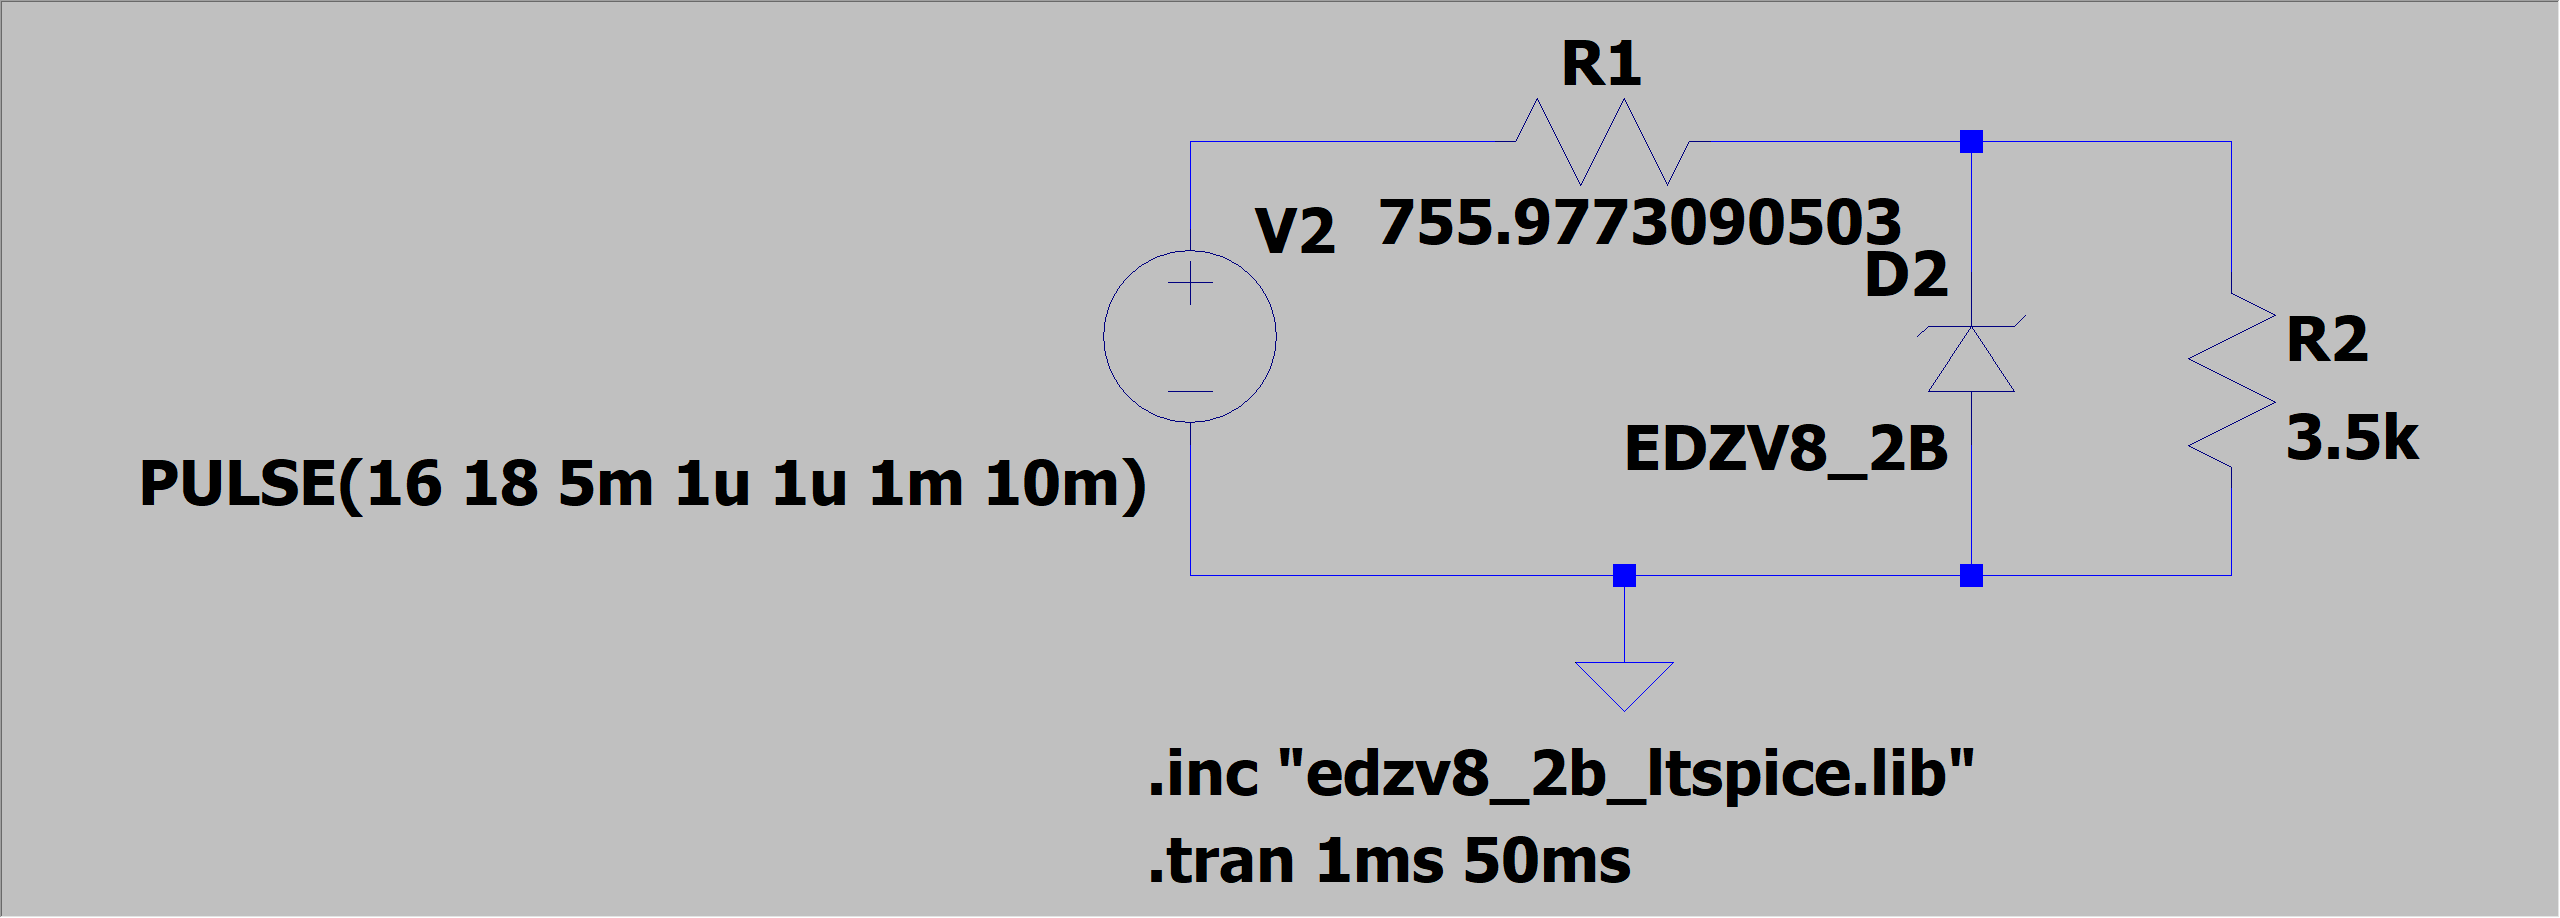 R1
V2
755.9773090503
D2
R2
EDZV8_2B
3.5k
PULSE(16 18 5m 1u 1u 1m 10m)
.inc "edzv8_2b_ltspice.lib"
.tran 1ms 50ms